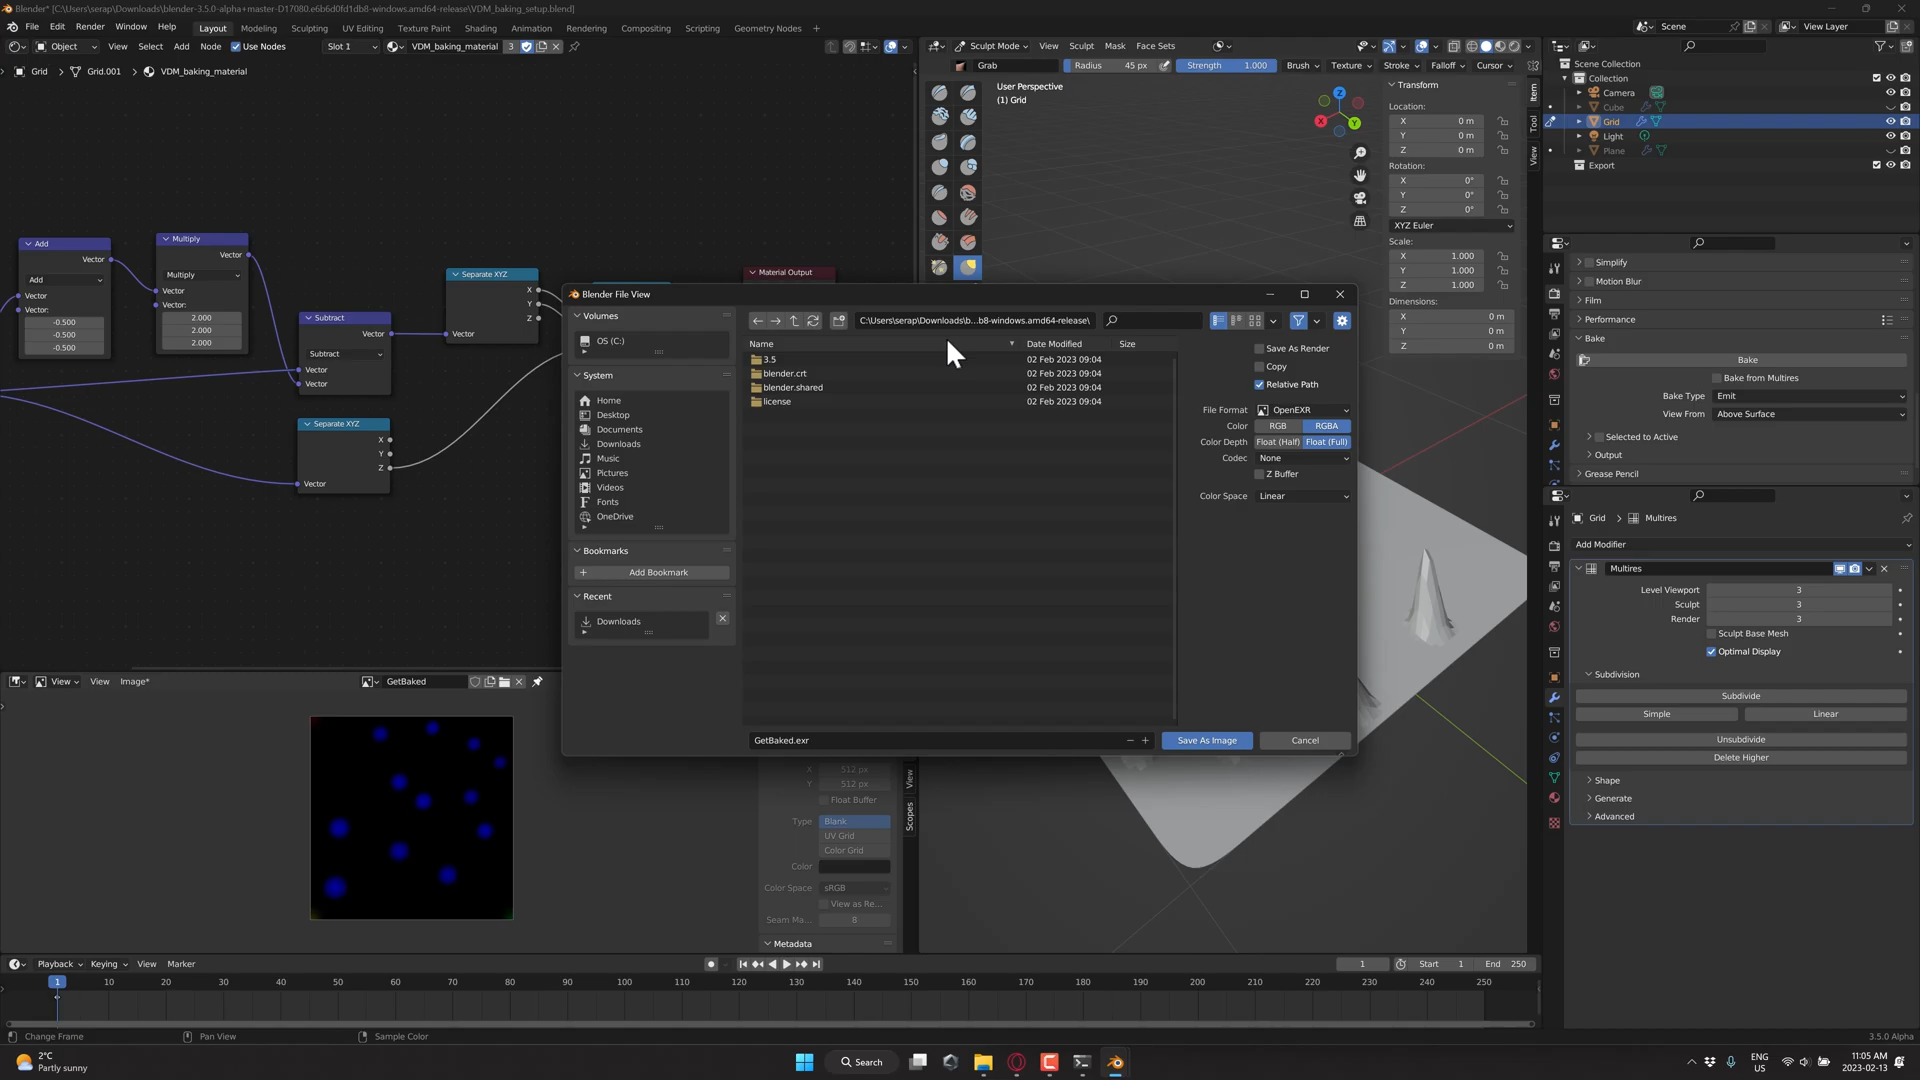 Blender* [C:\Users\serap\Downloads\blender-3.5.0-alpha+master-D17080.e6b6d0fd1db8-windows.amd64-release\VDM_baking_setup.blend]
File Edit Render Window Help Layout Modeling Sculpting UV Editing Texture Paint Shading Animation Rendering Compositing Scripting Geometry Nodes + Scene View Layer
Object View Select Add Node Use Nodes Slot 1 VDM_baking_material 3
Sculpt Mode View Sculpt Mask Face Sets
Grid > Grid.001 > VDM_baking_material
Grab Radius 45 px Strength 1.000 Brush Texture Stroke Falloff Cursor
User Perspective
(1) Grid
Z
X
Y
Transform
Location:
X 0 m
Y 0 m
Z 0 m
Rotation:
X 0°
Y 0°
Z 0°
XYZ Euler
Scale:
X 1.000
Y 1.000
Z 1.000
Dimensions:
X 0 m
Y 0 m
Z 0 m
Item
Tool
View
Scene Collection
Collection
Camera
Cube
Grid
Light
Plane
Export
Simplify
Motion Blur
Film
Performance
Bake
Bake
Bake from Multires
Bake Type Emit
View From Above Surface
Selected to Active
Output
Grease Pencil
Grid > Multires
Add Modifier
Multires
Level Viewport 3
Sculpt 3
Render 3
Sculpt Base Mesh
Optimal Display
Subdivision
Subdivide
Simple Linear
Unsubdivide
Delete Higher
Shape
Generate
Advanced
Add
Vector
Add
Vector
Vector:
-0.500
-0.500
-0.500
Multiply
Vector
Multiply
Vector
Vector:
2.000
2.000
2.000
Subtract
Vector
Subtract
Vector
Vector
Separate XYZ
X
Y
Z
Vector
Separate XYZ
X
Y
Z
Vector
Material Output
Blender File View
Volumes
OS (C:)
System
Home
Desktop
Documents
Downloads
Music
Pictures
Videos
Fonts
OneDrive
Bookmarks
Add Bookmark
Recent
Downloads
C:\Users\serap\Downloads\b...b8-windows.amd64-release\
Name Date Modified Size
3.5 02 Feb 2023 09:04
blender.crt 02 Feb 2023 09:04
blender.shared 02 Feb 2023 09:04
license 02 Feb 2023 09:04
Save As Render
Copy
Relative Path
File Format OpenEXR
Color RGB RGBA
Color Depth Float (Half) Float (Full)
Codec None
Z Buffer
Color Space Linear
GetBaked.exr Save As Image Cancel
View View Image* GetBaked
X 512 px
Y 512 px
Float Buffer
Type Blank
UV Grid
Color Grid
Color
Color Space sRGB
View as Re...
Seam Ma... 8
Metadata
View
Scopes
Playback Keying View Marker 1 Start 1 End 250
1 10 20 30 40 50 60 70 80 90 100 110 120 130 140 150 160 170 180 190 200 210 220 230 240 250
Change Frame Pan View Sample Color 3.5.0 Alpha
2°C
Partly sunny
Search
ENG
US
11:05 AM
2023-02-13